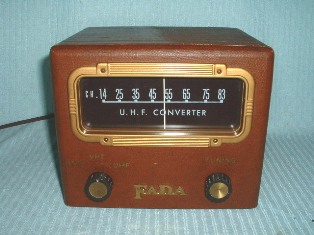 CH. 14 25 35 45 55 65 75 83
U.H.F. CONVERTER
FADA